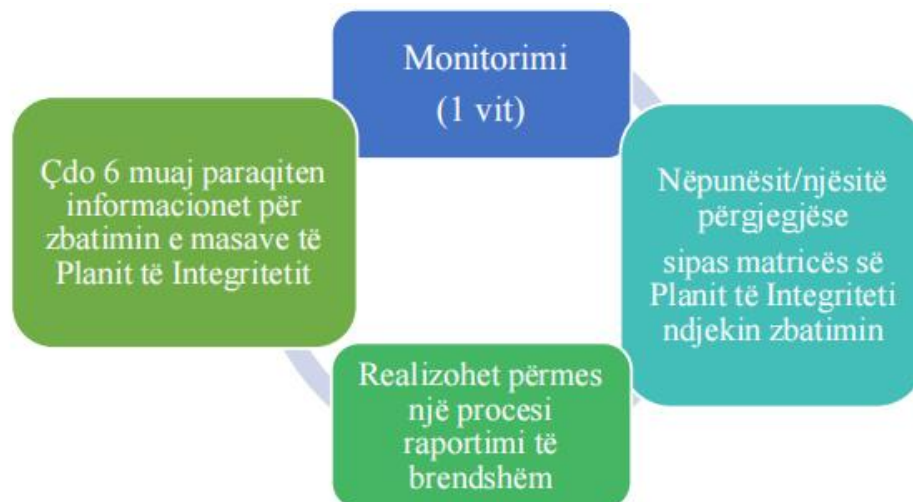 Monitorimi
(1 vit)
Nëpunësit/njësitë
përgjegjëse
sipas matricës së
Planit të Integriteti
ndjekin zbatimin
Realizohet përmes
një procesi
raportimi të
brendshëm
Çdo 6 muaj paraqiten
informacionet për
zbatimin e masave të
Planit të Integritetit